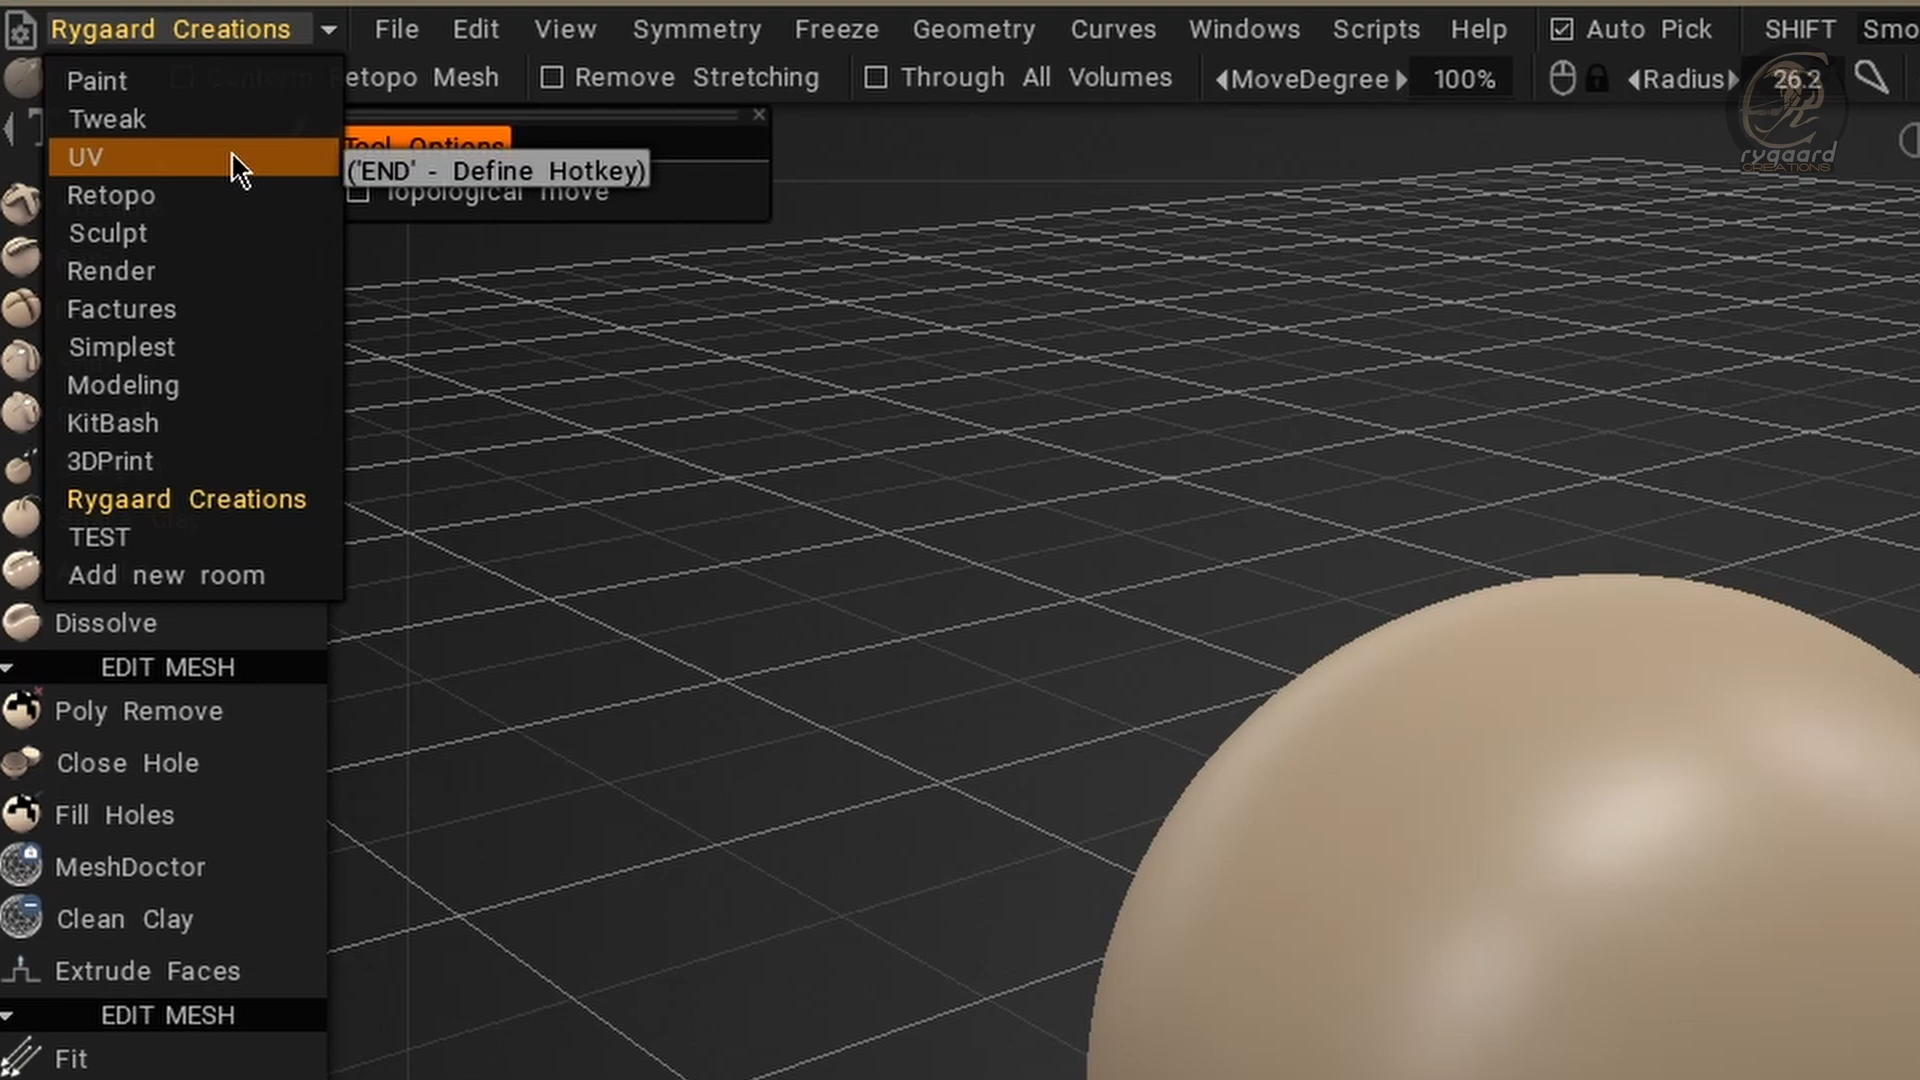 Rygaard Creations File Edit View Symmetry Freeze Geometry Curves Windows Scripts Help Auto Pick SHIFT Smo
Conform Retopo Mesh Remove Stretching Through All Volumes MoveDegree 100% Radius 26.2
Paint
Tweak
UV
Retopo
Sculpt
Render
Factures
Simplest
Modeling
KitBash
3DPrint
Rygaard Creations
TEST
Add new room
Tool Options
('END' - Define Hotkey)
Topological move
rygaard
CREATIONS
Dissolve
EDIT MESH
Poly Remove
Close Hole
Fill Holes
MeshDoctor
Clean Clay
Extrude Faces
EDIT MESH
Fit